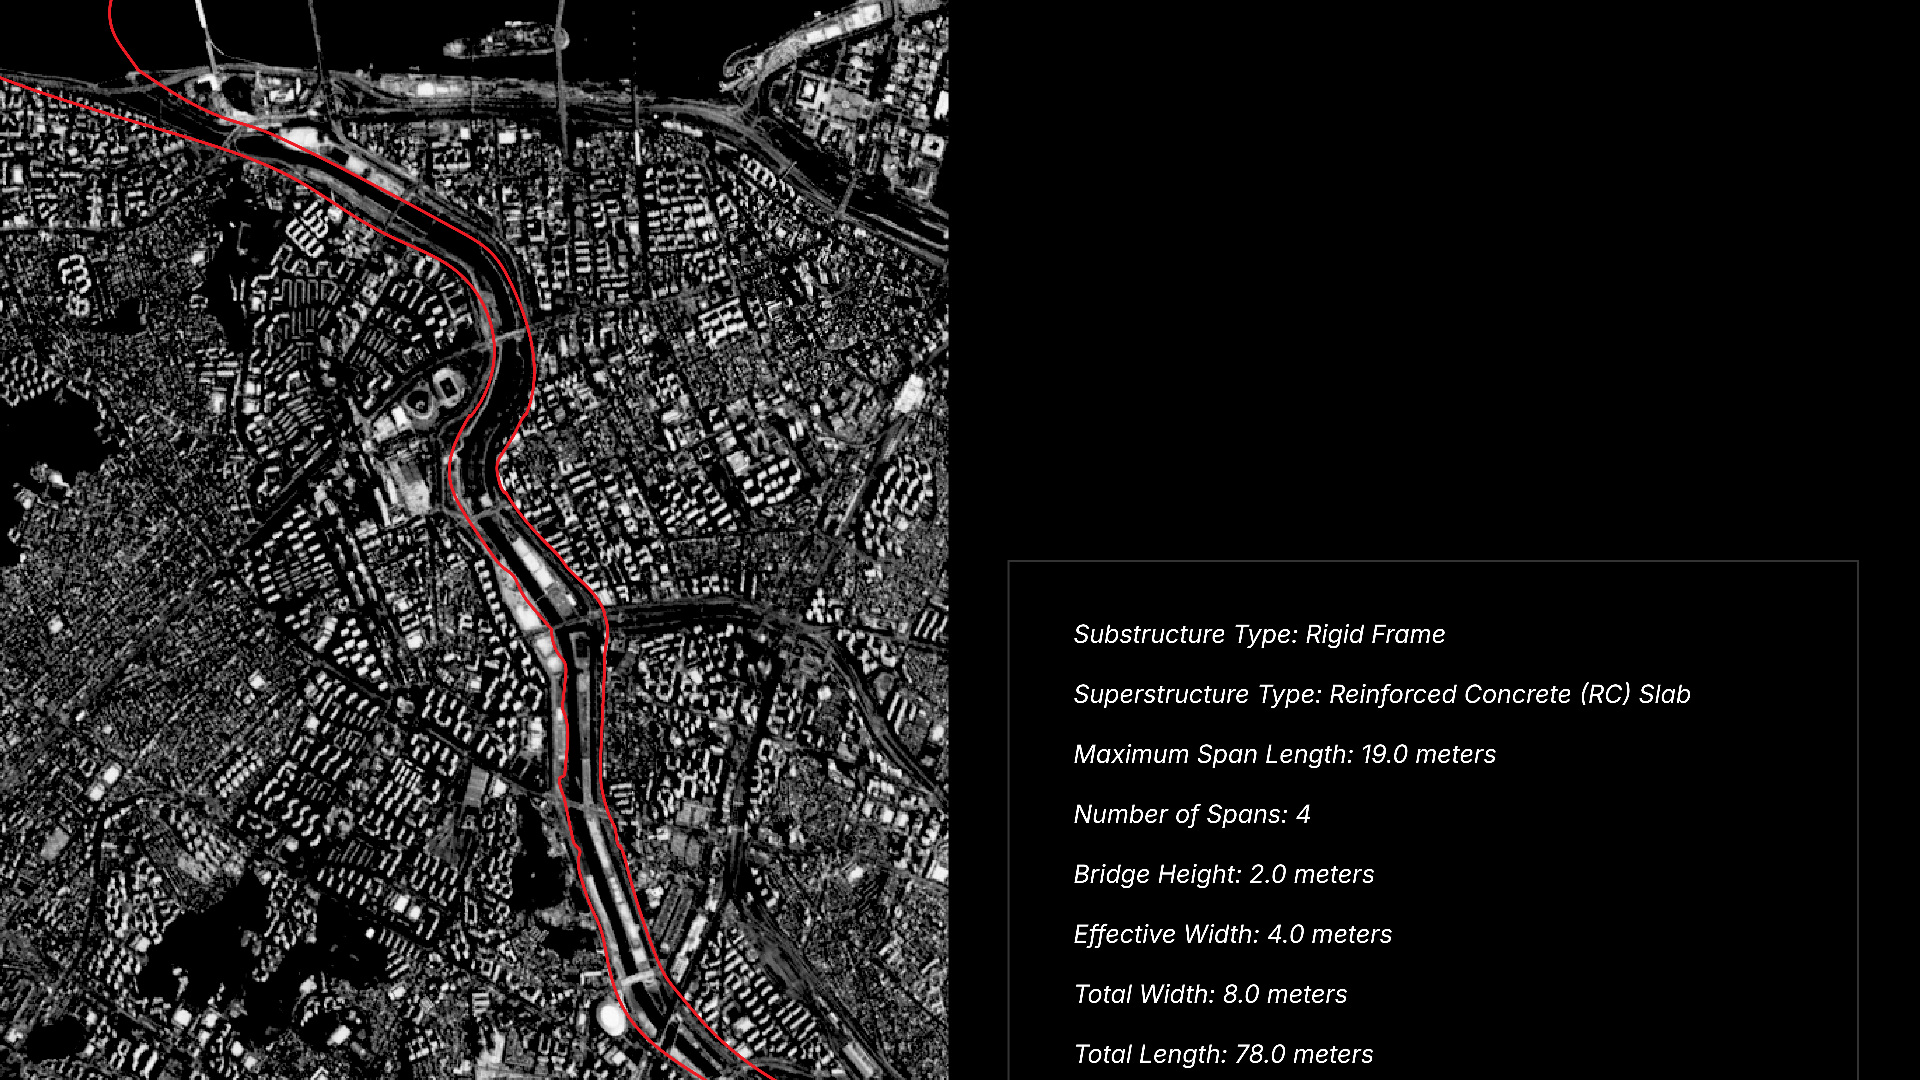 Substructure Type: Rigid Frame
Superstructure Type: Reinforced Concrete (RC) Slab
Maximum Span Length: 19.0 meters
Number of Spans: 4
Bridge Height: 2.0 meters
Effective Width: 4.0 meters
Total Width: 8.0 meters
Total Length: 78.0 meters